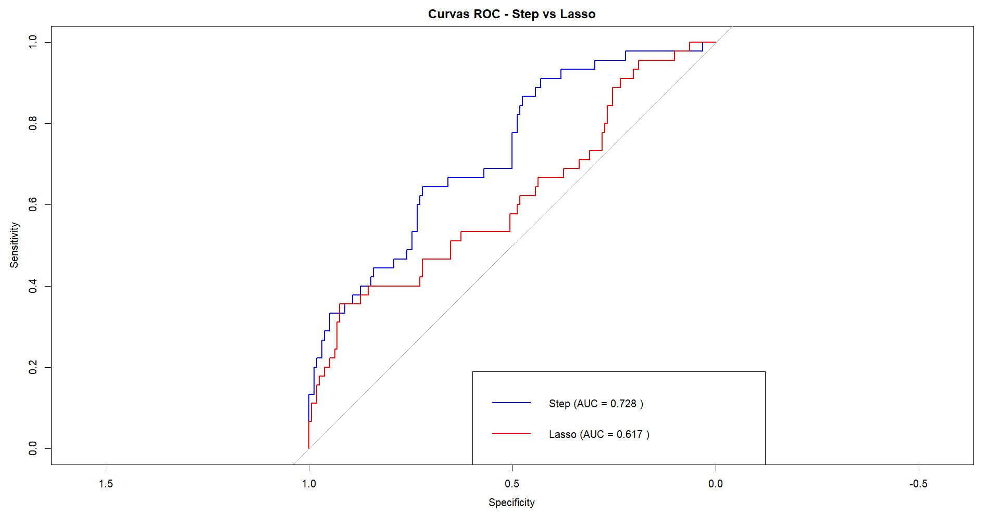 Curvas ROC - Step vs Lasso
Sensitivity
1.0
0.8
0.6
0.4
0.2
0.0
Step (AUC = 0.728 )
Lasso (AUC = 0.617 )
1.5 1.0 0.5 0.0 -0.5
Specificity